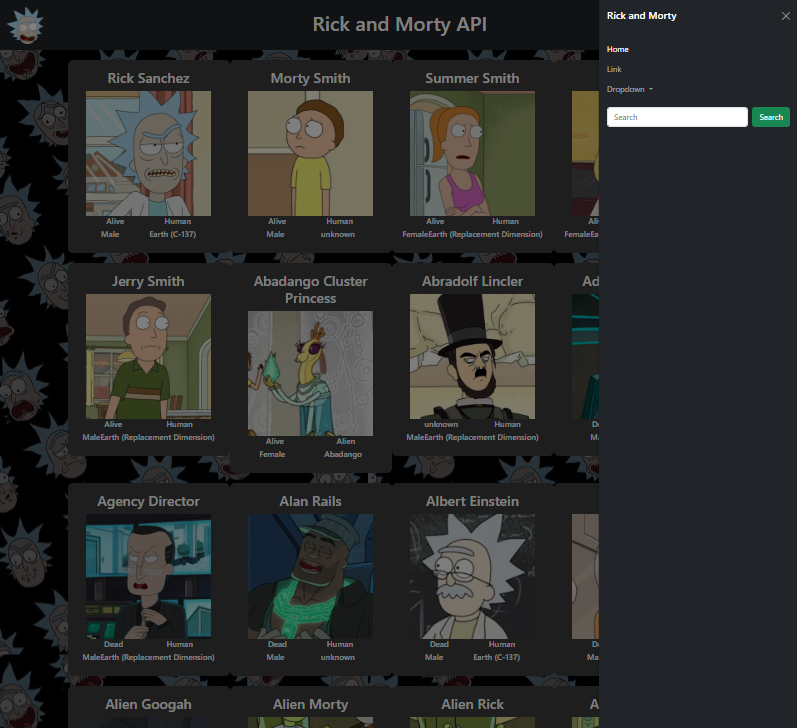 Rick and Morty API
Rick and Morty
Home
Link
Dropdown
Search
Search
Rick Sanchez
Morty Smith
Summer Smith
Alive Human
Male Earth (C-137)
Alive Human
Male unknown
Alive Human
FemaleEarth (Replacement Dimension)
Ali
FemaleEa
Jerry Smith
Abadango Cluster
Princess
Abradolf Lincler
Ad
Alive Human
MaleEarth (Replacement Dimension)
Alive Alien
Female Abadango
unknown Human
MaleEarth (Replacement Dimension)
De
Ma
Agency Director
Alan Rails
Albert Einstein
Dead Human
MaleEarth (Replacement Dimension)
Dead Human
Male unknown
Dead Human
Male Earth (C-137)
De
Ma
Alien Googah
Alien Morty
Alien Rick
A